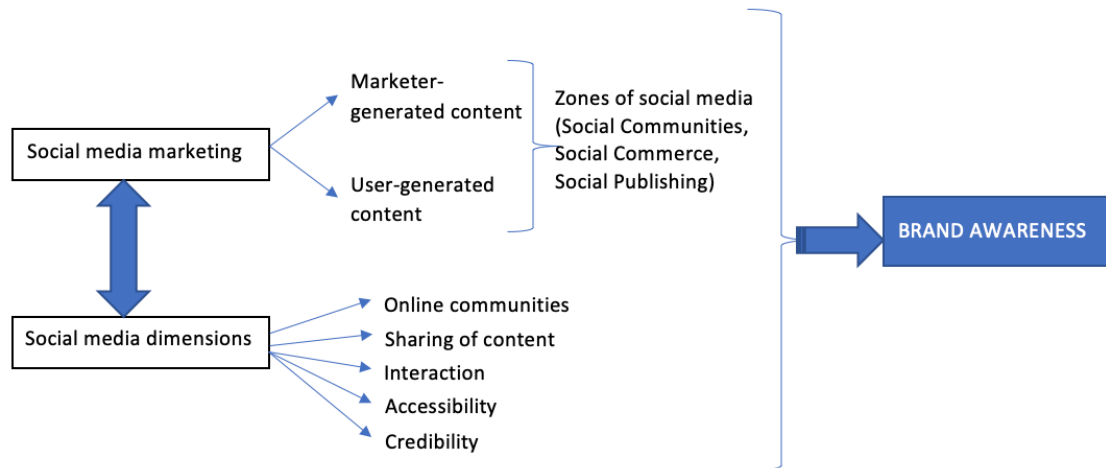 Social media marketing
Marketer-
generated content
User-generated
content
Zones of social media
(Social Communities,
Social Commerce,
Social Publishing)
BRAND AWARENESS
Social media dimensions
Online communities
Sharing of content
Interaction
Accessibility
Credibility